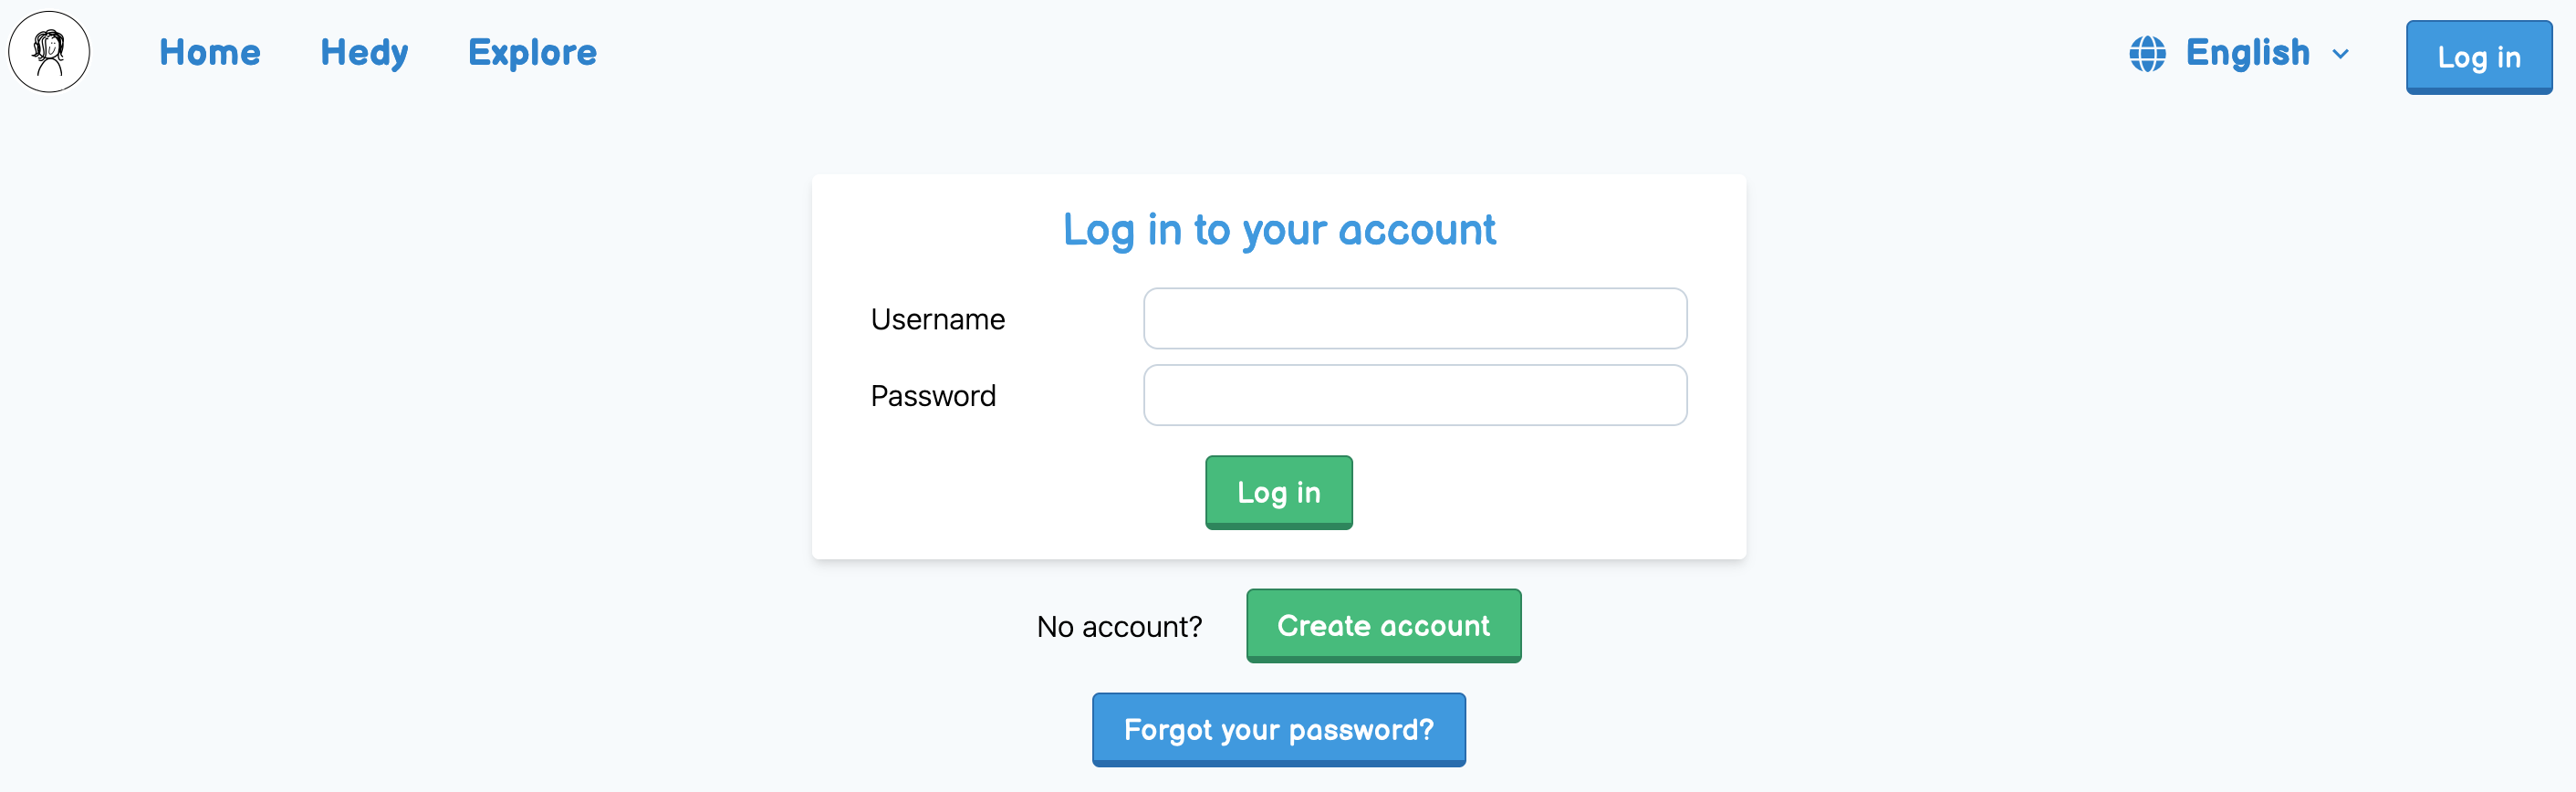 Home Hedy Explore English Log in
Log in to your account
Username
Password
Log in
No account? Create account
Forgot your password?